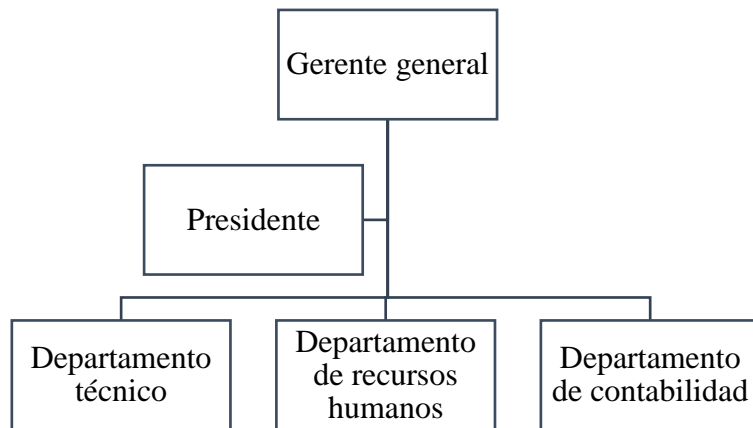 Gerente general
Presidente
Departamento
técnico
Departamento
de recursos
humanos
Departamento
de contabilidad